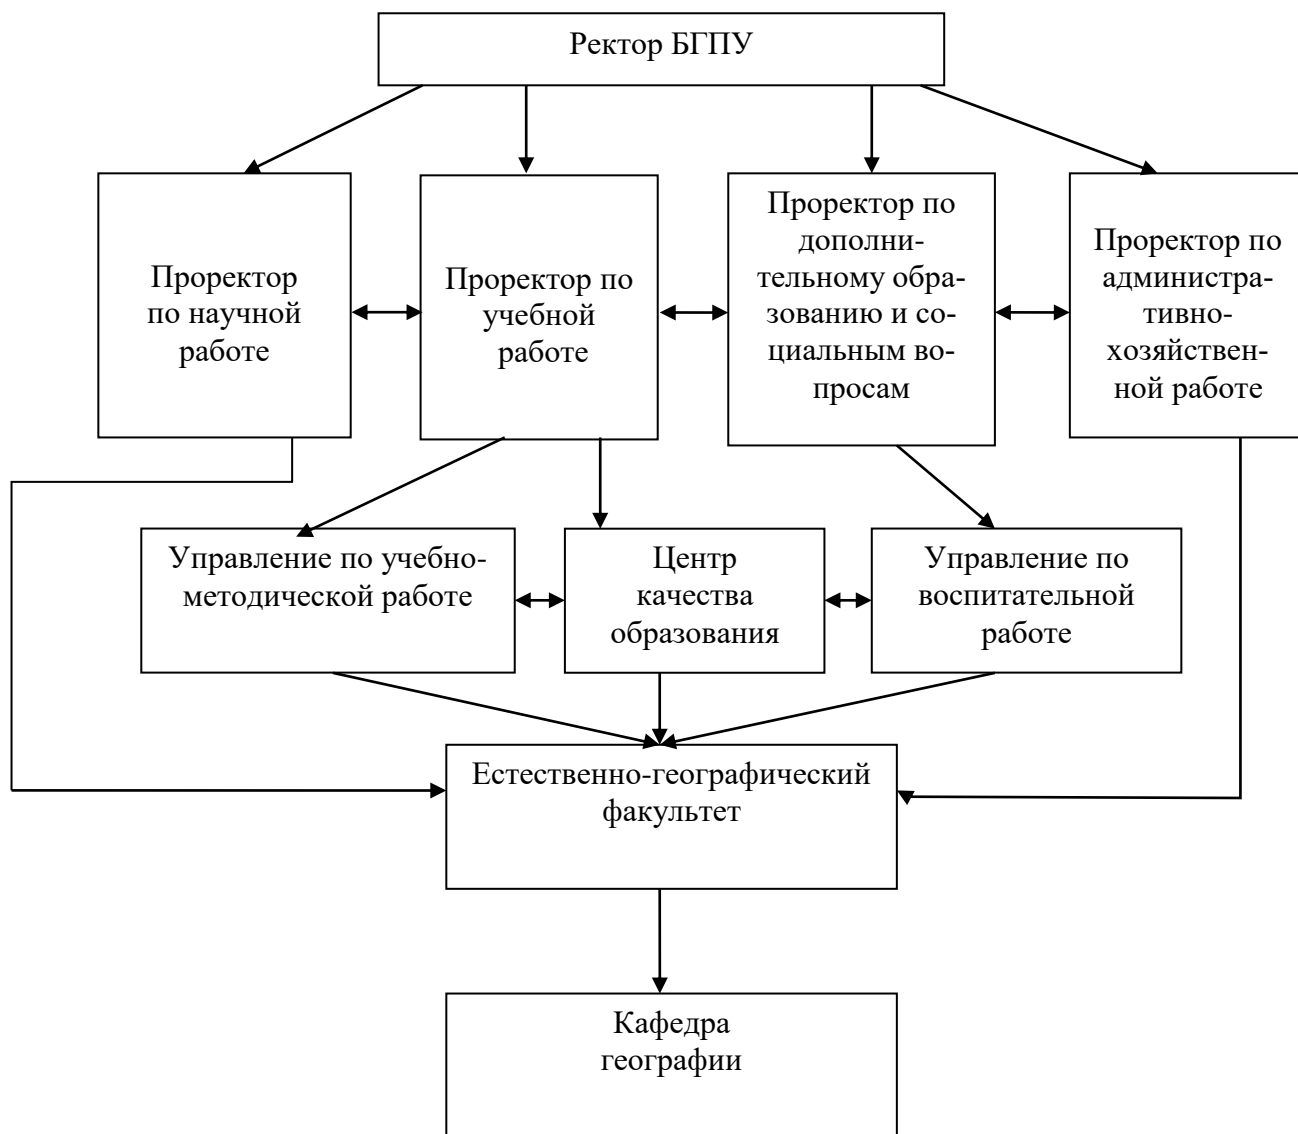 Ректор БГПУ
Проректор
по научной
работе
Проректор по
учебной
работе
Проректор по
дополни-
тельному обра-
зованию и со-
циальным во-
просам
Проректор по
администра-
тивно-
хозяйствен-
ной работе
Управление по учебно-
методической работе
Центр
качества
образования
Управление по
воспитательной
работе
Естественно-географический
факультет
Кафедра
географии